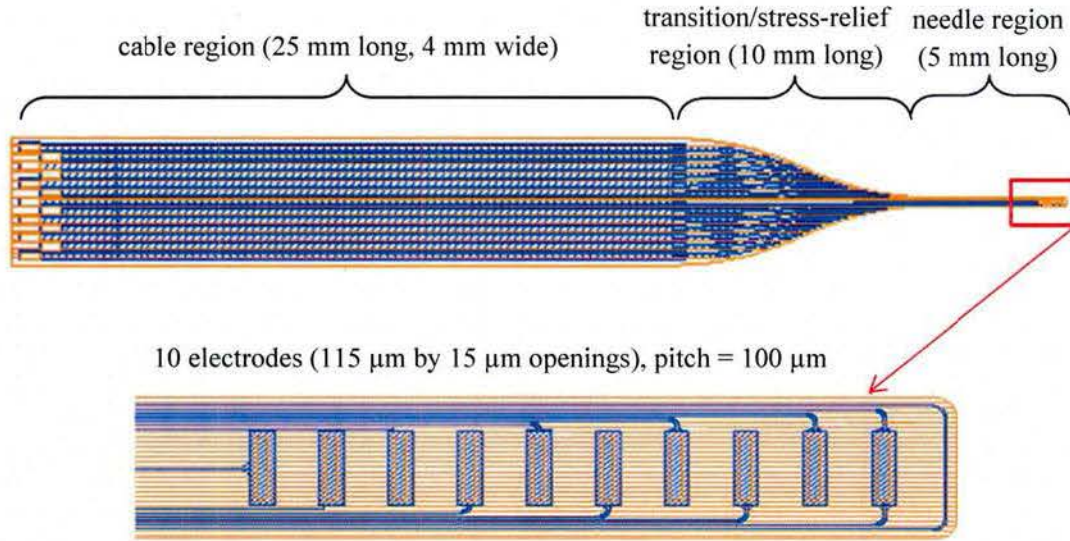 cable region (25 mm long, 4 mm wide)
transition/stress-relief
region (10 mm long)
needle region
(5 mm long)
10 electrodes (115 µm by 15 µm openings), pitch = 100 µm